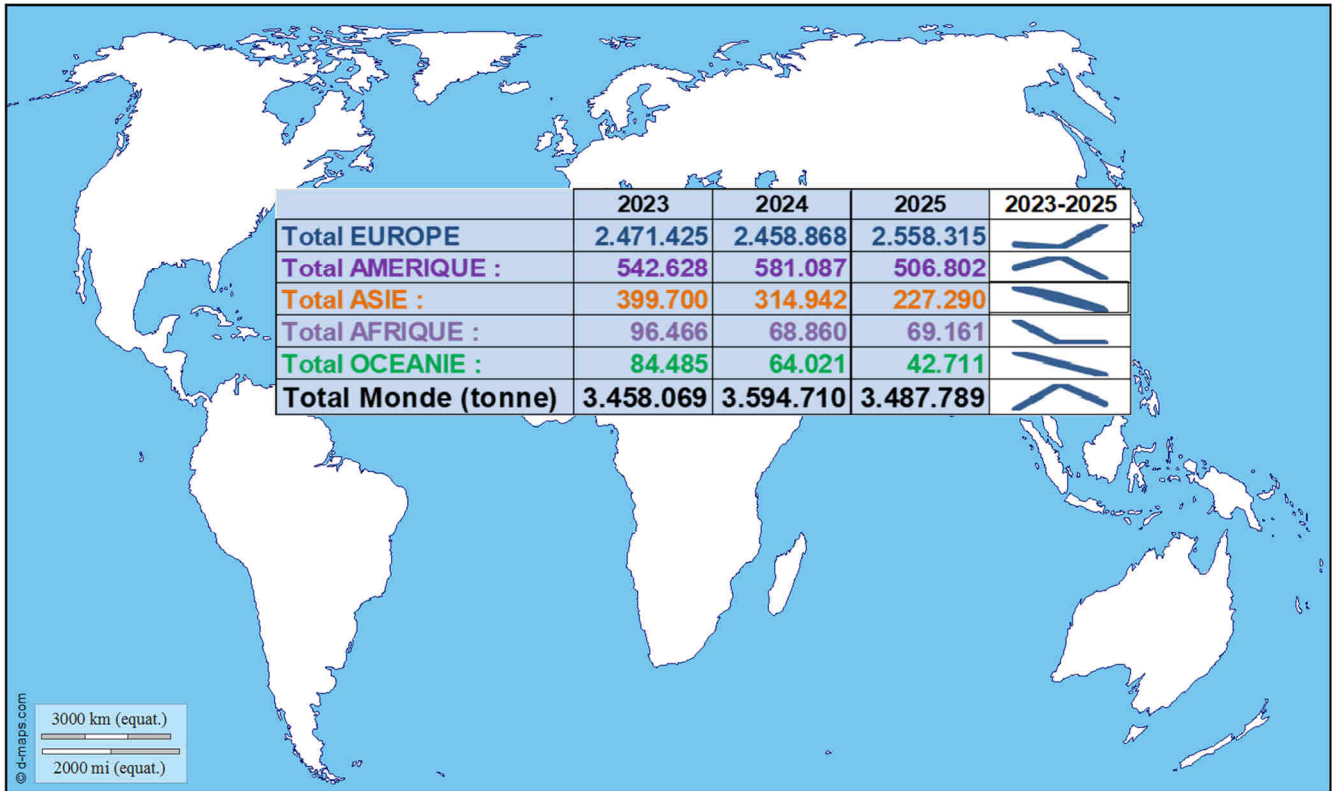 2023 2024 2025 2023-2025
Total EUROPE 2.471.425 2.458.868 2.558.315
Total AMERIQUE : 542.628 581.087 506.802
Total ASIE : 399.700 314.942 227.290
Total AFRIQUE : 96.466 68.860 69.161
Total OCEANIE : 84.485 64.021 42.711
Total Monde (tonne) 3.458.069 3.594.710 3.487.789
3000 km (equat.)
2000 mi (equat.)
© d-maps.com